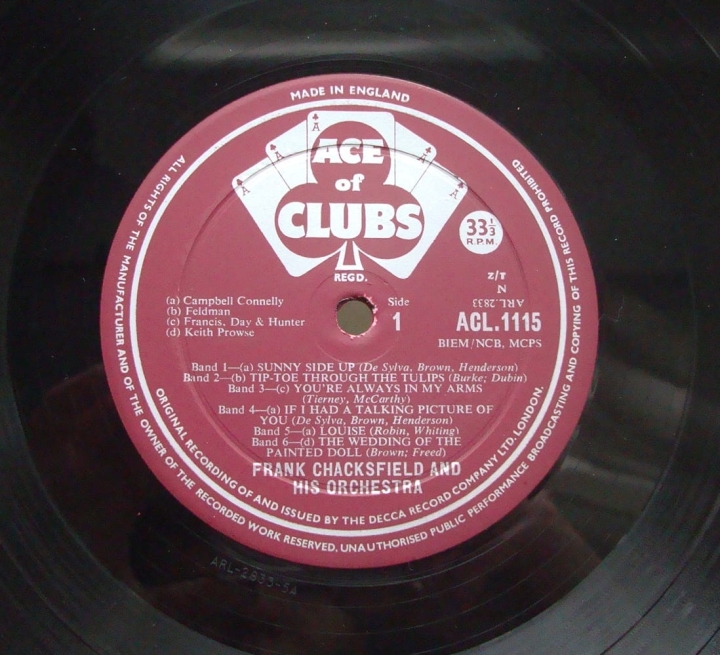 MADE IN ENGLAND
A
A
ACE
of
CLUBS
REGD.
33⅓
R.P.M.
Z/T
N
ARL.2833
(a) Campbell Connelly
(b) Feldman
(c) Francis, Day & Hunter
(d) Keith Prowse
Side
1
ACL.1115
BIEM/NCB, MCPS
Band 1—(a) SUNNY SIDE UP (De Sylva, Brown, Henderson)
Band 2—(b) TIP-TOE THROUGH THE TULIPS (Burke; Dubin)
Band 3—(c) YOU'RE ALWAYS IN MY ARMS
(Tierney, McCarthy)
Band 4—(a) IF I HAD A TALKING PICTURE OF
YOU (De Sylva, Brown, Henderson)
Band 5—(a) LOUISE (Robin, Whiting)
Band 6—(d) THE WEDDING OF THE
PAINTED DOLL (Brown; Freed)
FRANK CHACKSFIELD AND
HIS ORCHESTRA
ORIGINAL RECORDING OF AND ISSUED BY THE DECCA RECORD COMPANY LTD. LONDON.
ALL RIGHTS OF THE MANUFACTURER AND OF THE OWNER OF THE RECORDED WORK RESERVED. UNAUTHORISED PUBLIC PERFORMANCE BROADCASTING AND COPYING OF THIS RECORD PROHIBITED
ARL-2833-3A